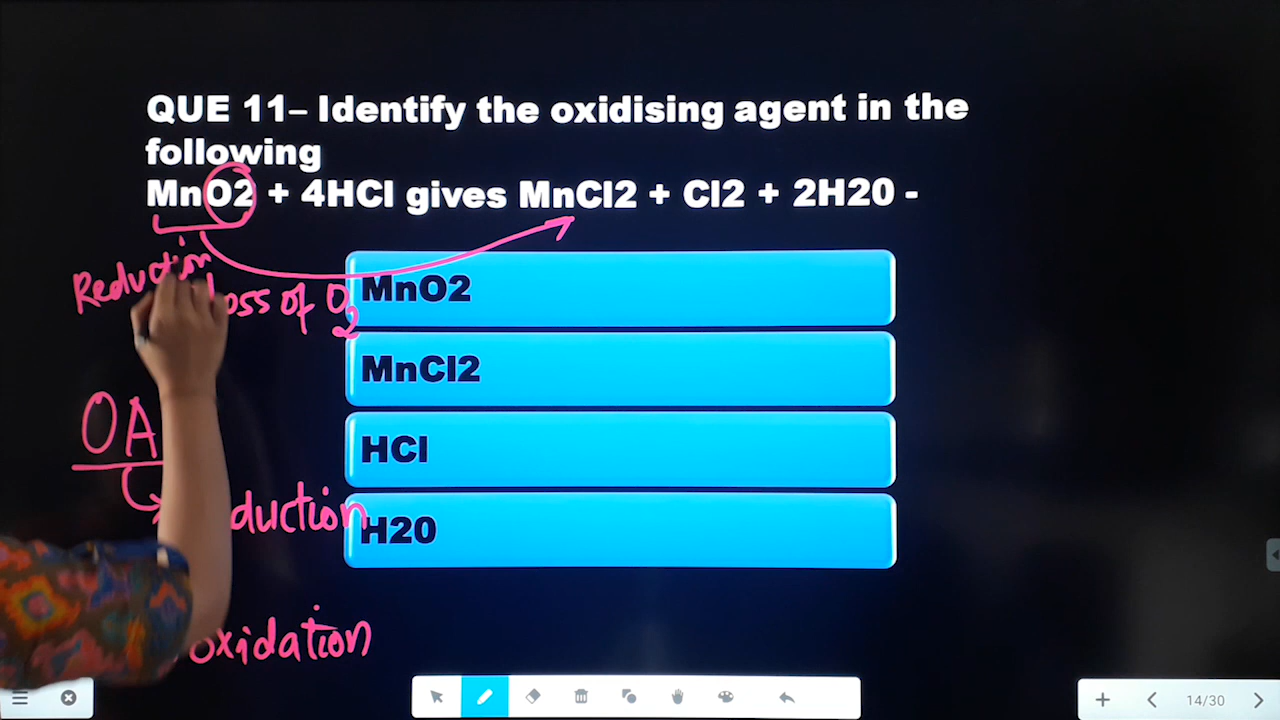 QUE 11– Identify the oxidising agent in the
following
MnO2 + 4HCl gives MnCl2 + Cl2 + 2H20 -
Reduction
loss of O2
MnO2
MnCl2
OA
HCl
duction
H20
oxidation
14/30